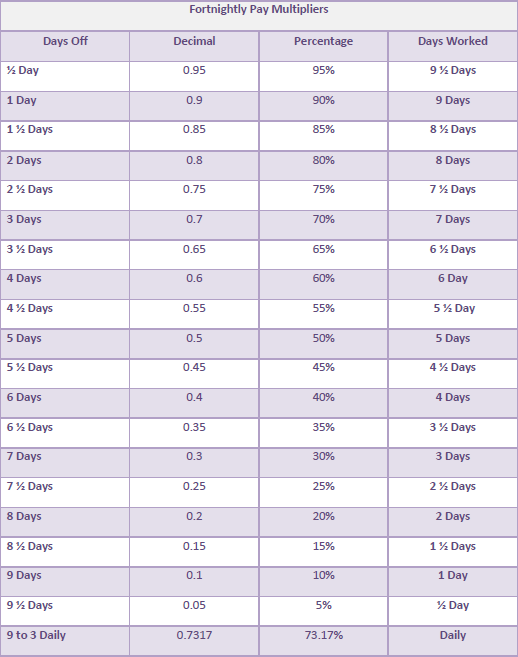 Fortnightly Pay Multipliers
Days Off Decimal Percentage Days Worked
½ Day 0.95 95% 9 ½ Days
1 Day 0.9 90% 9 Days
1 ½ Days 0.85 85% 8 ½ Days
2 Days 0.8 80% 8 Days
2 ½ Days 0.75 75% 7 ½ Days
3 Days 0.7 70% 7 Days
3 ½ Days 0.65 65% 6 ½ Days
4 Days 0.6 60% 6 Day
4 ½ Days 0.55 55% 5 ½ Day
5 Days 0.5 50% 5 Days
5 ½ Days 0.45 45% 4 ½ Days
6 Days 0.4 40% 4 Days
6 ½ Days 0.35 35% 3 ½ Days
7 Days 0.3 30% 3 Days
7 ½ Days 0.25 25% 2 ½ Days
8 Days 0.2 20% 2 Days
8 ½ Days 0.15 15% 1 ½ Days
9 Days 0.1 10% 1 Day
9 ½ Days 0.05 5% ½ Day
9 to 3 Daily 0.7317 73.17% Daily